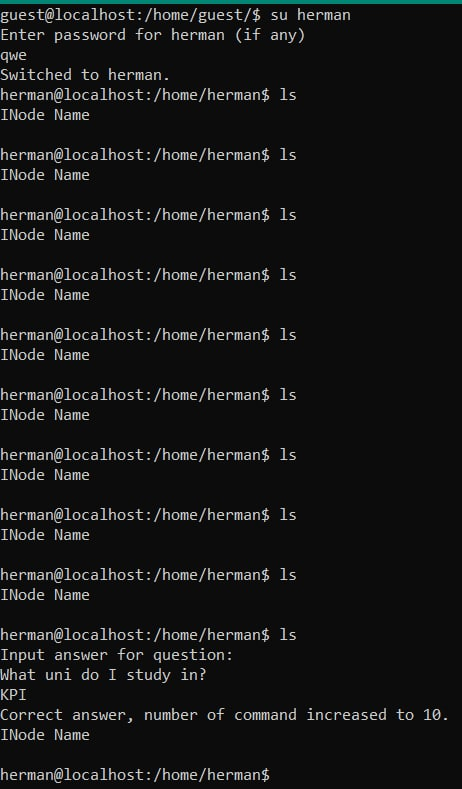 guest@localhost:/home/guest/$ su herman
Enter password for herman (if any)
qwe
Switched to herman.
herman@localhost:/home/herman$ ls
INode Name
herman@localhost:/home/herman$ ls
INode Name
herman@localhost:/home/herman$ ls
INode Name
herman@localhost:/home/herman$ ls
INode Name
herman@localhost:/home/herman$ ls
INode Name
herman@localhost:/home/herman$ ls
INode Name
herman@localhost:/home/herman$ ls
INode Name
herman@localhost:/home/herman$ ls
INode Name
herman@localhost:/home/herman$ ls
INode Name
herman@localhost:/home/herman$ ls
Input answer for question:
What uni do I study in?
KPI
Correct answer, number of command increased to 10.
INode Name
herman@localhost:/home/herman$